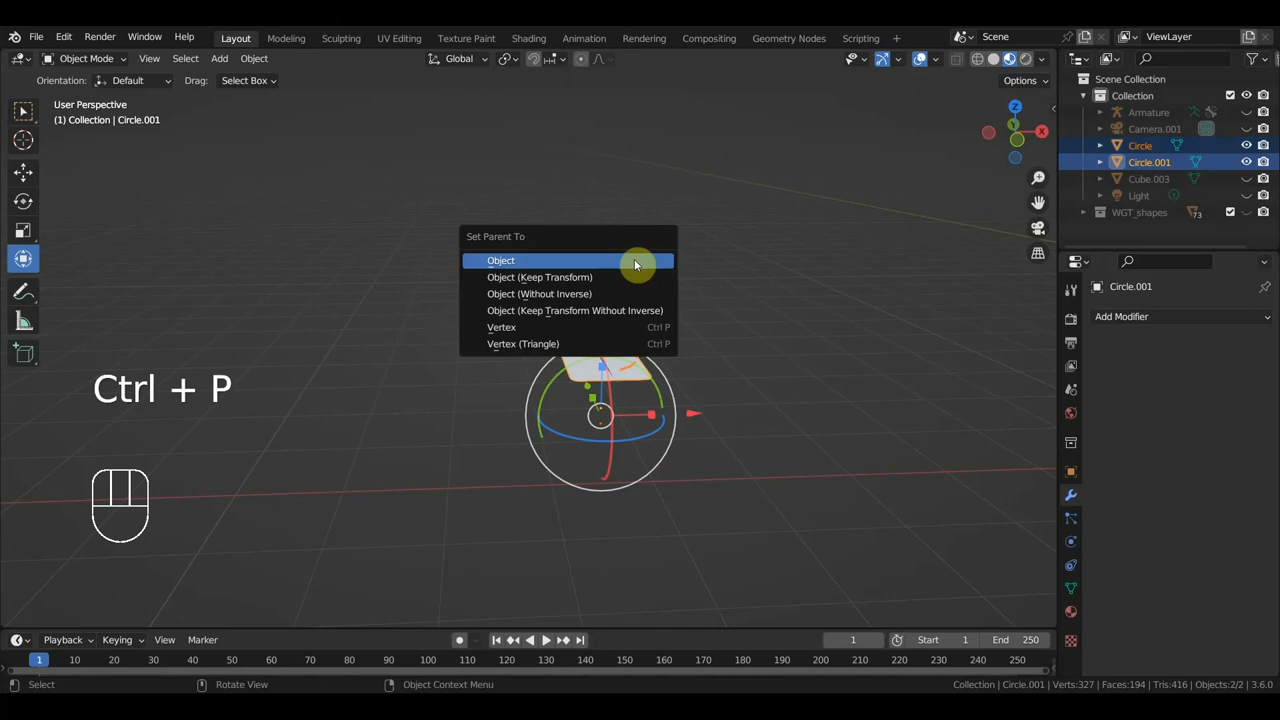 File Edit Render Window Help
Layout Modeling Sculpting UV Editing Texture Paint Shading Animation Rendering Compositing Geometry Nodes Scripting +
Scene ViewLayer
Object Mode View Select Add Object Global Options
Orientation: Default Drag: Select Box
User Perspective
(1) Collection | Circle.001
Z
Y
X
Scene Collection
Collection
Armature
Camera.001
Circle
Circle.001
Cube.003
Light
WGT_shapes 73
Circle.001
Add Modifier
Set Parent To
Object
Object (Keep Transform)
Object (Without Inverse)
Object (Keep Transform Without Inverse)
Vertex Ctrl P
Vertex (Triangle) Ctrl P
Ctrl + P
Playback Keying View Marker 1 Start 1 End 250
1 10 20 30 40 50 60 70 80 90 100 110 120 130 140 150 160 170 180 190 200 210 220 230 240 250
Select Rotate View Object Context Menu Collection | Circle.001 | Verts:327 | Faces:194 | Tris:416 | Objects:2/2 | 3.6.0